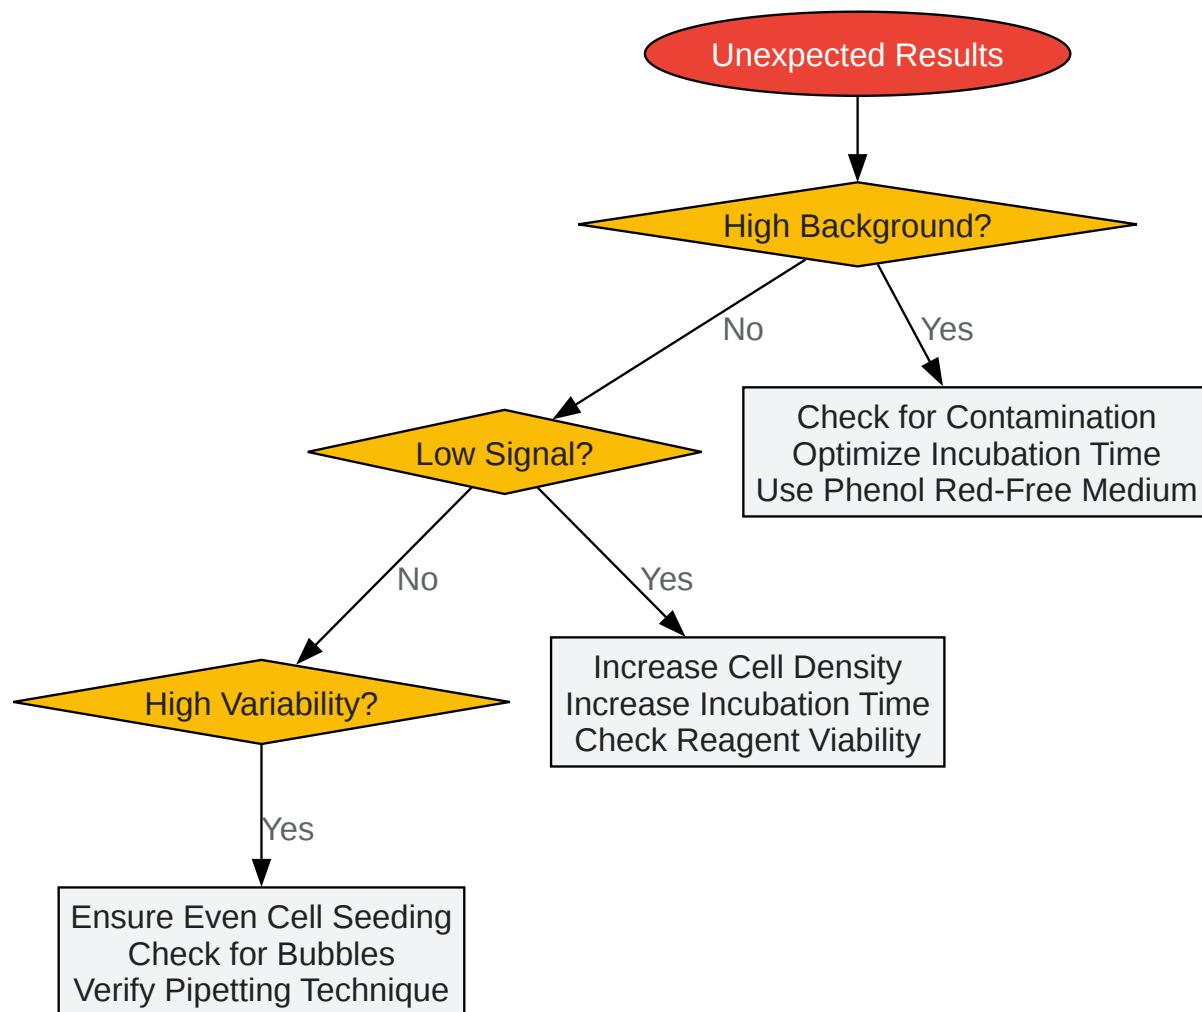 Unexpected Results
High Background?
No
Yes
Check for Contamination
Optimize Incubation Time
Use Phenol Red-Free Medium
Low Signal?
No
Yes
Increase Cell Density
Increase Incubation Time
Check Reagent Viability
High Variability?
Yes
Ensure Even Cell Seeding
Check for Bubbles
Verify Pipetting Technique